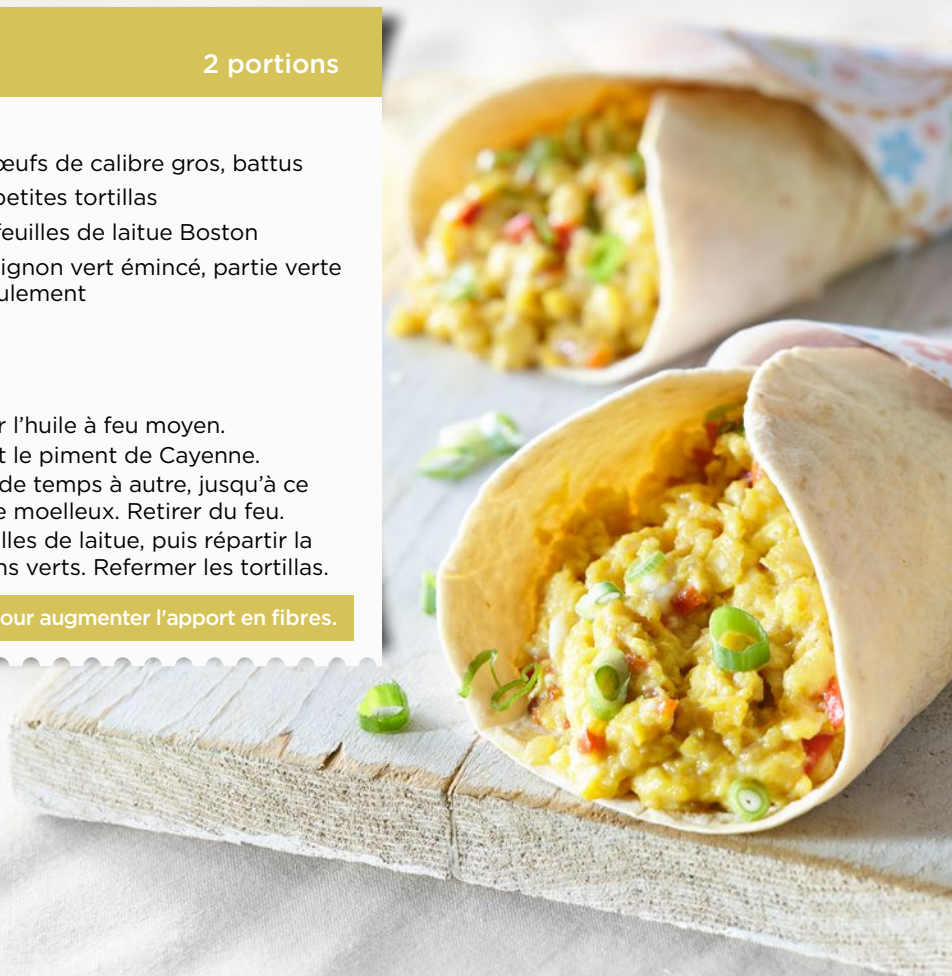 2 portions
œufs de calibre gros, battus
petites tortillas
feuilles de laitue Boston
ignon vert émincé, partie verte
ulement
r l’huile à feu moyen.
t le piment de Cayenne.
de temps à autre, jusqu’à ce
e moelleux. Retirer du feu.
lles de laitue, puis répartir la
ns verts. Refermer les tortillas.
our augmenter l'apport en fibres.